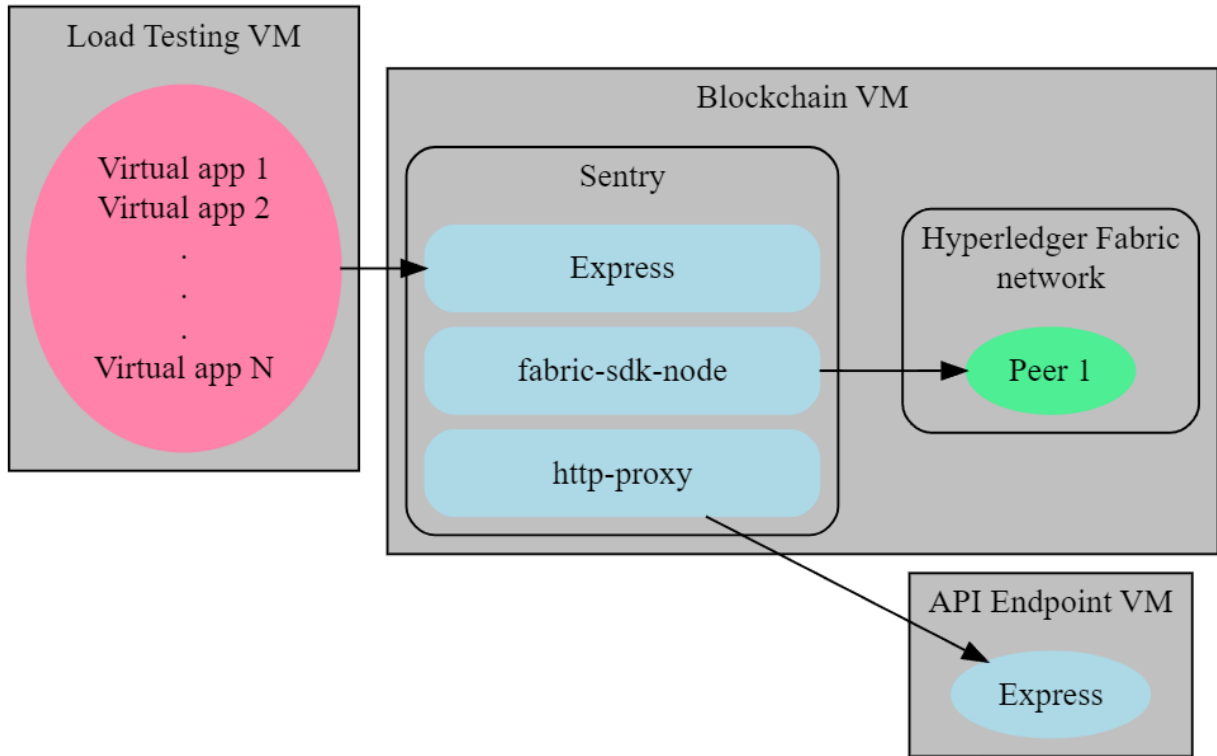 Load Testing VM
Virtual app 1
Virtual app 2
.
.
.
Virtual app N
Blockchain VM
Sentry
Express
fabric-sdk-node
http-proxy
Hyperledger Fabric
network
Peer 1
API Endpoint VM
Express